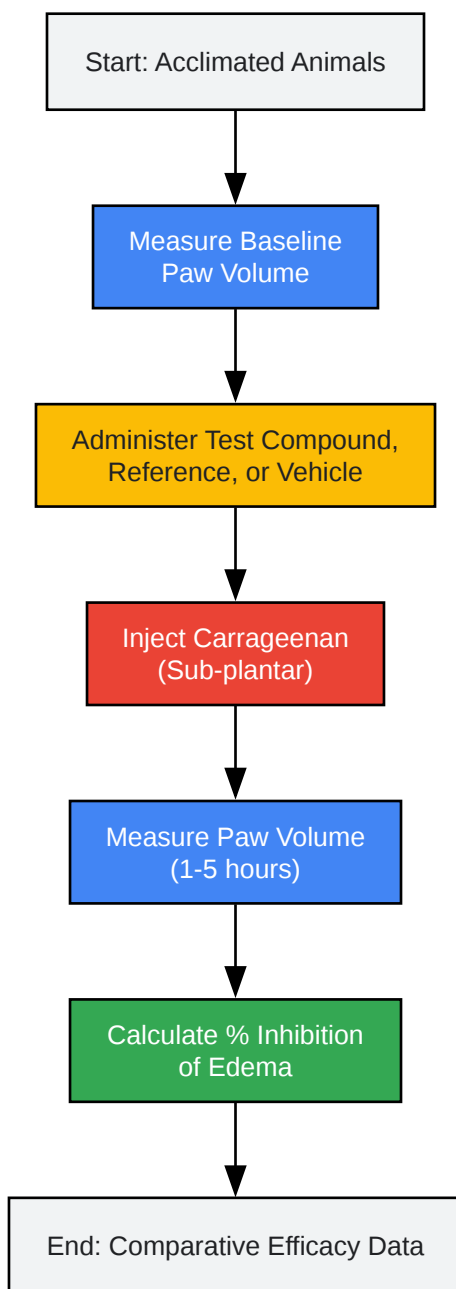 Start: Acclimated Animals
Measure Baseline
Paw Volume
Administer Test Compound,
Reference, or Vehicle
Inject Carrageenan
(Sub-plantar)
Measure Paw Volume
(1-5 hours)
Calculate % Inhibition
of Edema
End: Comparative Efficacy Data